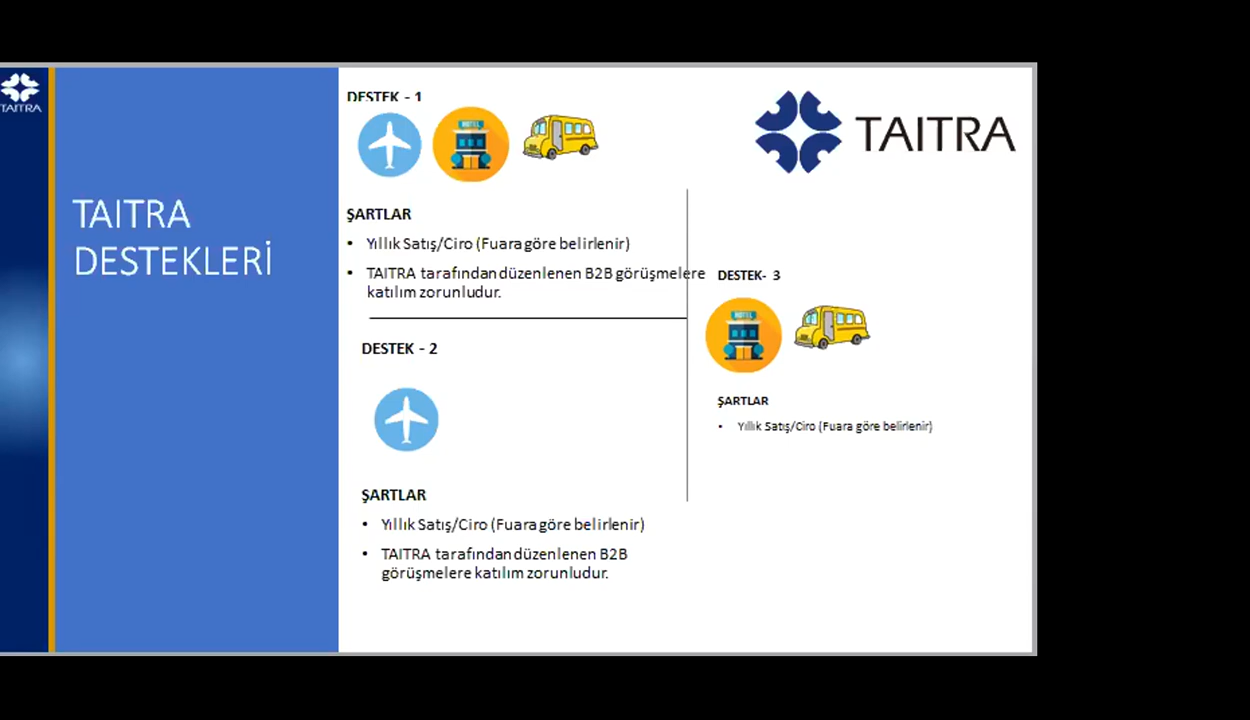 TAITRA
TAITRA
DESTEKLERİ
DESTEK - 1
HOTEL
TAITRA
ŞARTLAR
• Yıllık Satış/Ciro (Fuara göre belirlenir)
• TAITRA tarafından düzenlenen B2B görüşmelere
katılım zorunludur.
DESTEK - 2
ŞARTLAR
• Yıllık Satış/Ciro (Fuara göre belirlenir)
• TAITRA tarafından düzenlenen B2B
görüşmelere katılım zorunludur.
DESTEK- 3
HOTEL
ŞARTLAR
• Yıllık Satış/Ciro (Fuara göre belirlenir)